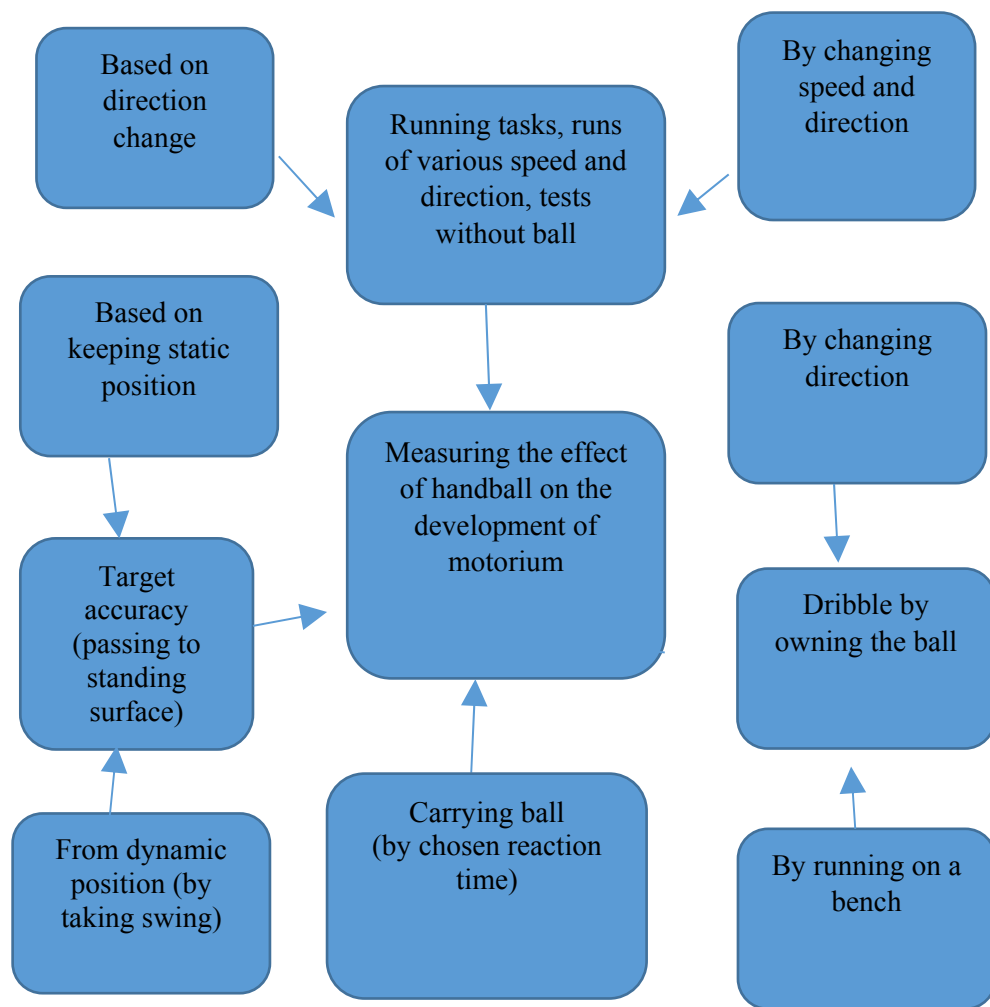 Based on
direction
change
Running tasks, runs
of various speed and
direction, tests
without ball
By changing
speed and
direction
Based on
keeping static
position
Measuring the effect
of handball on the
development of
motorium
By changing
direction
Target
accuracy
(passing to
standing
surface)
Dribble by
owning the ball
From dynamic
position (by
taking swing)
Carrying ball
(by chosen reaction
time)
By running on a
bench